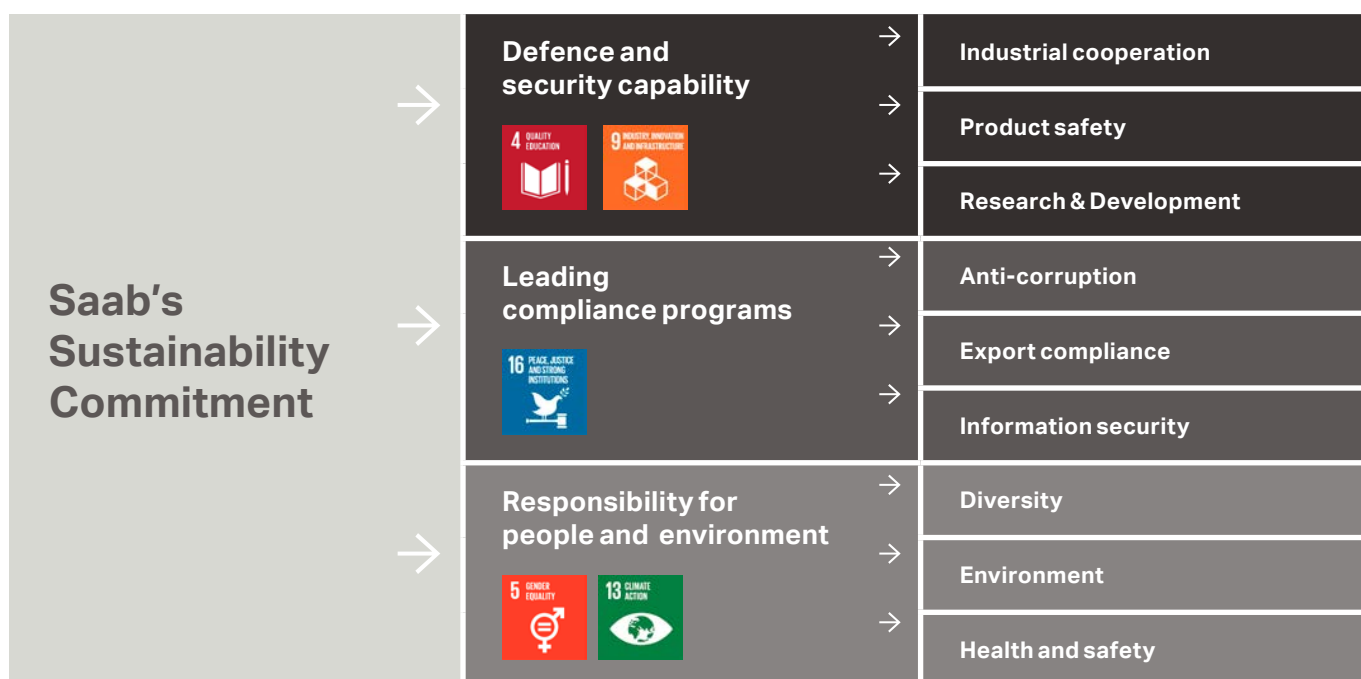 Saab's
Sustainability
Commitment
Defence and
security capability
4 QUALITY
EDUCATION
9 INDUSTRY, INNOVATION
AND INFRASTRUCTURE
Industrial cooperation
Product safety
Research & Development
Leading
compliance programs
16 PEACE, JUSTICE
AND STRONG
INSTITUTIONS
Anti-corruption
Export compliance
Information security
Responsibility for
people and environment
5 GENDER
EQUALITY
13 CLIMATE
ACTION
Diversity
Environment
Health and safety